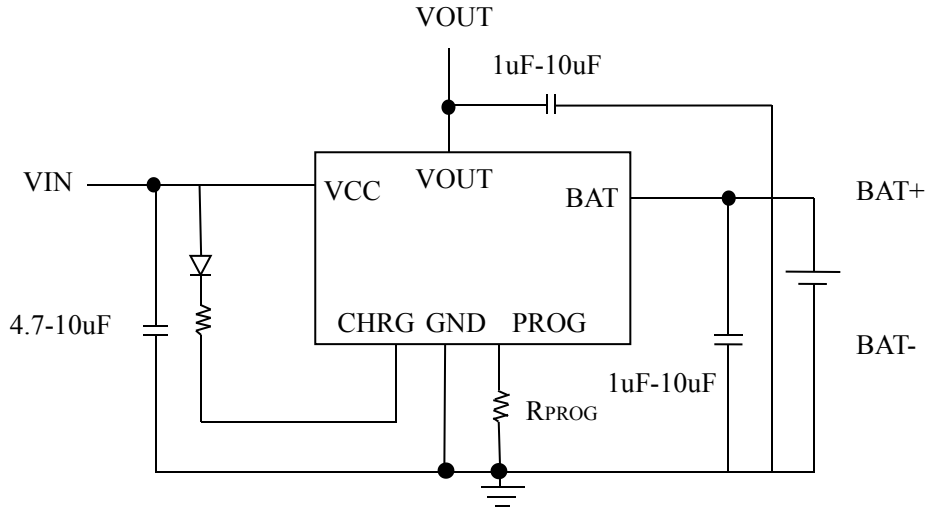 VOUT
1uF-10uF
VIN
VCC
VOUT
BAT
BAT+
4.7-10uF
CHRG GND PROG
BAT-
1uF-10uF
RPROG